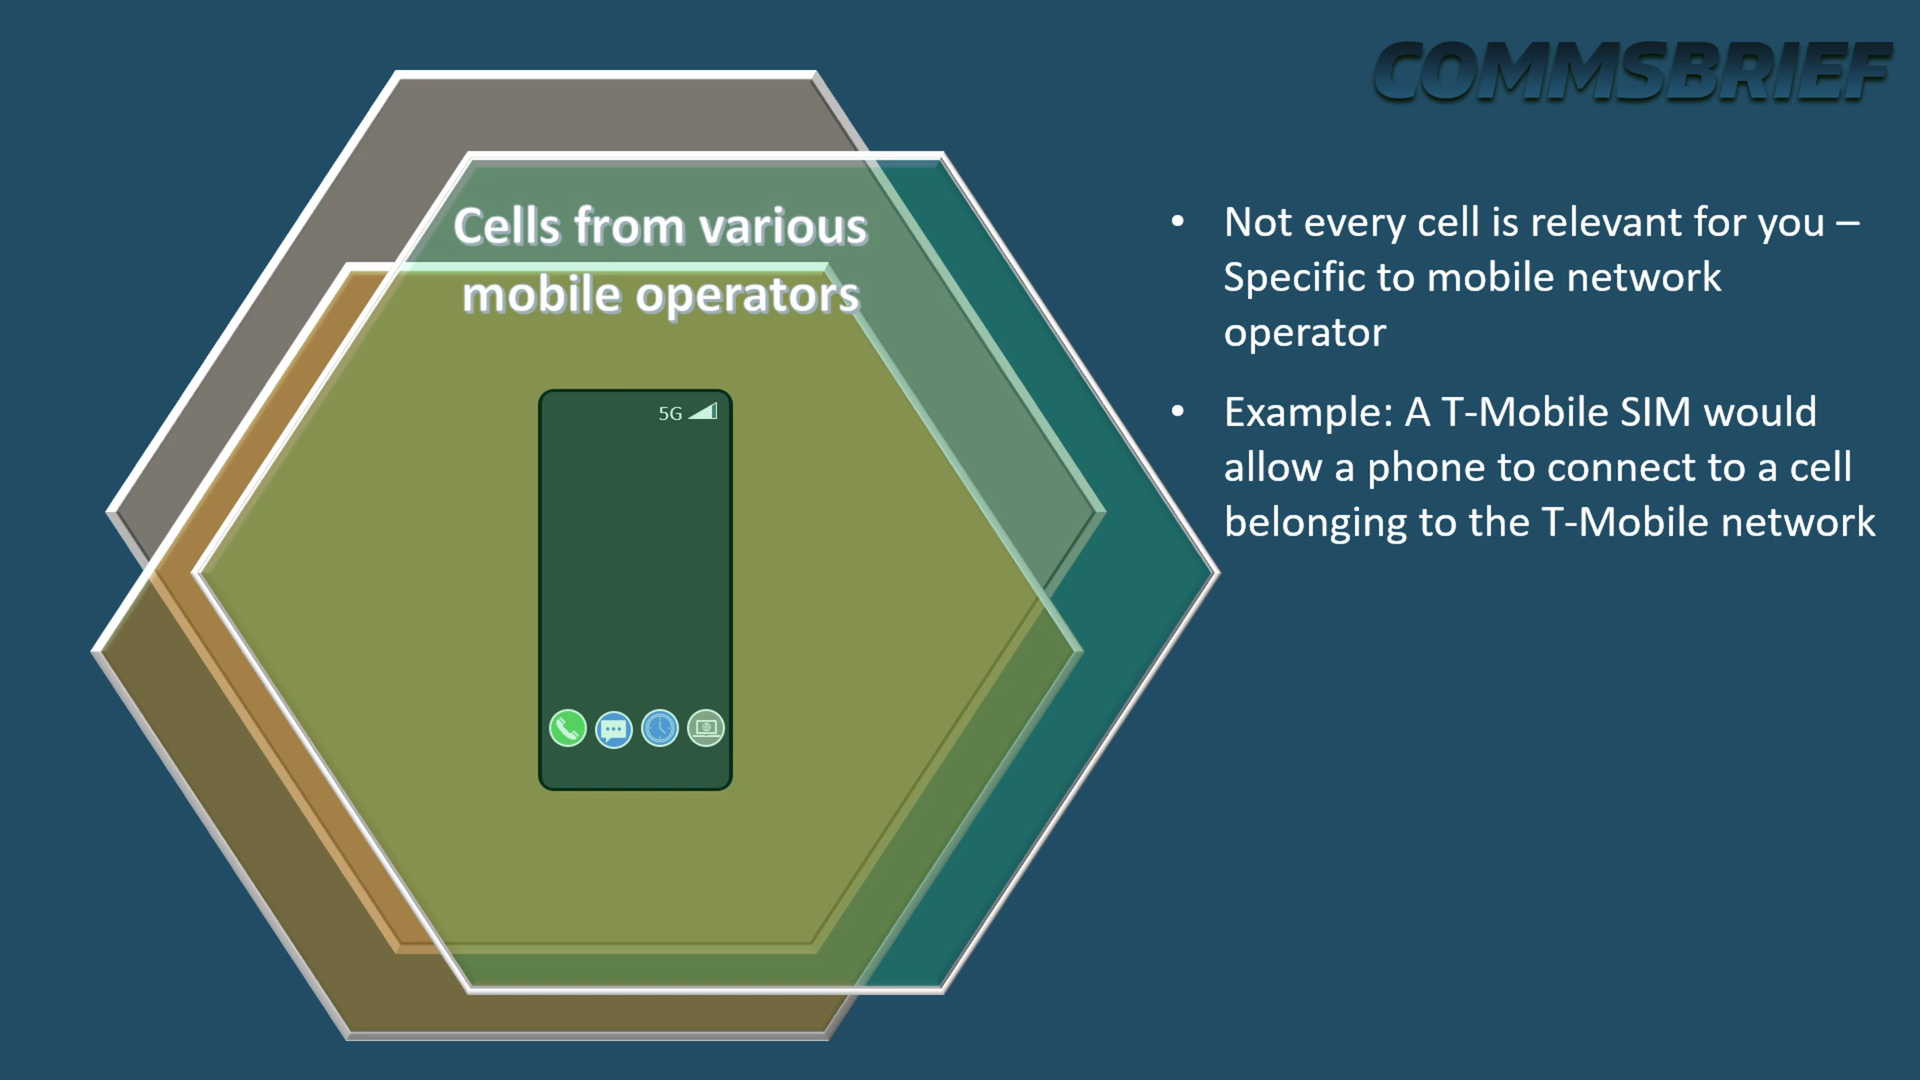 COMMSBRIEF
Cells from various
mobile operators
5G
• Not every cell is relevant for you –
Specific to mobile network
operator
• Example: A T-Mobile SIM would
allow a phone to connect to a cell
belonging to the T-Mobile network